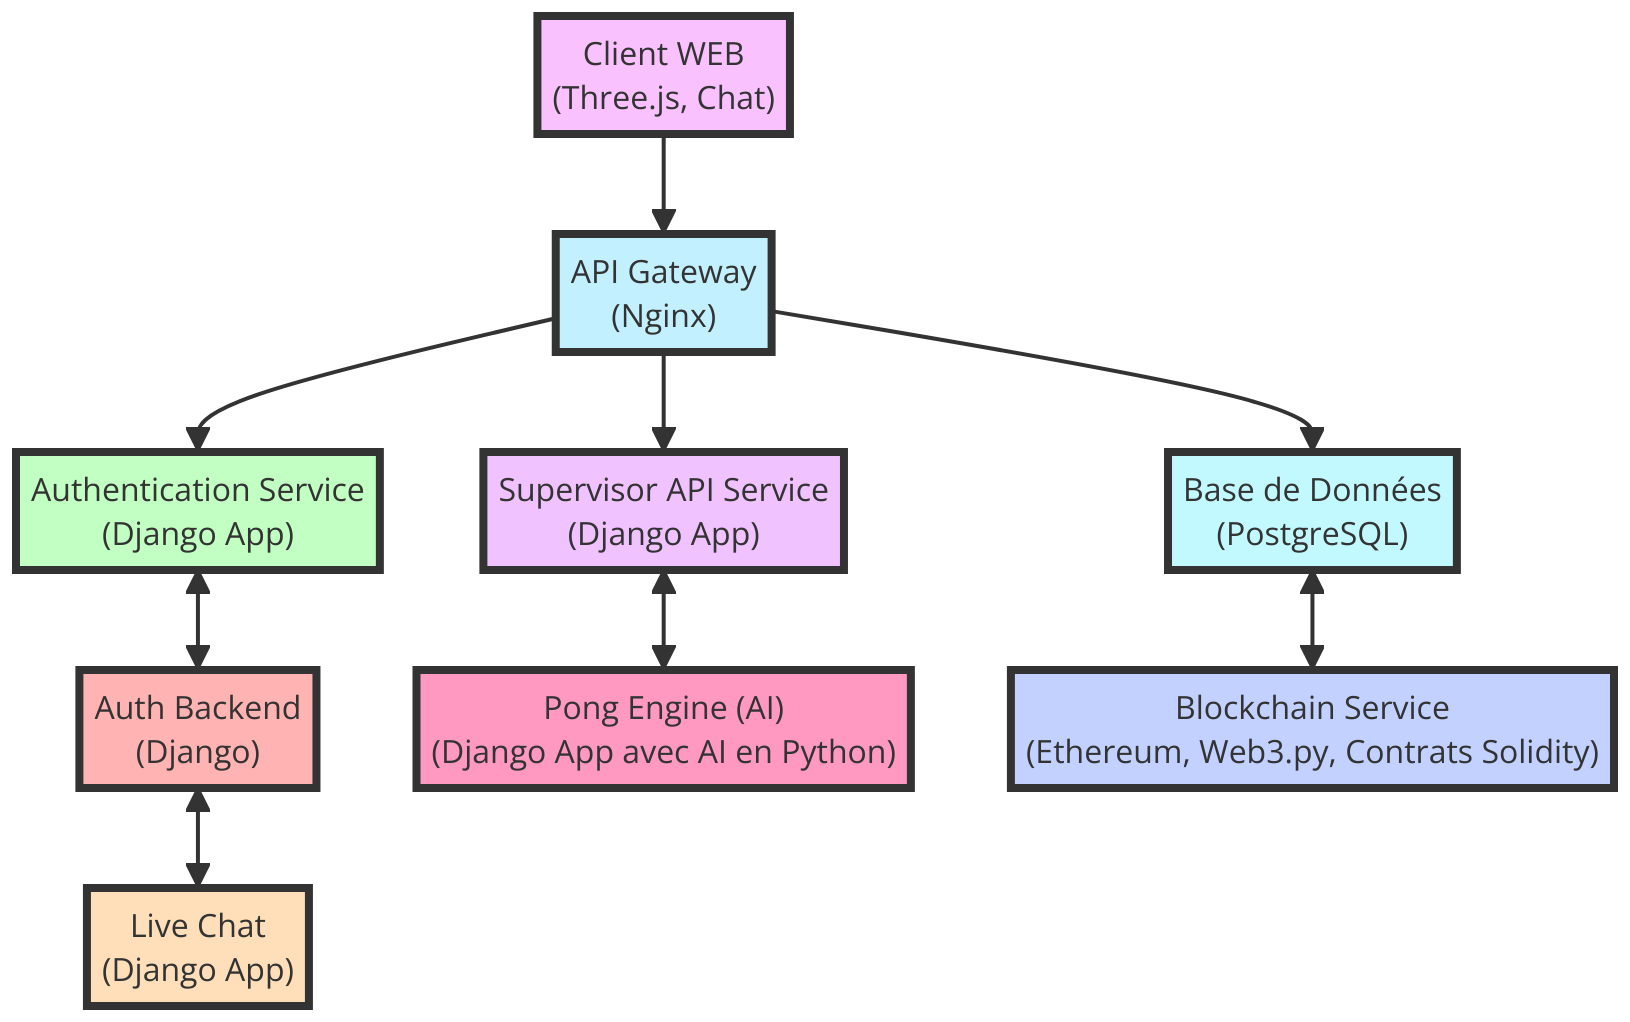 Client WEB
(Three.js, Chat)
API Gateway
(Nginx)
Authentication Service
(Django App)
Supervisor API Service
(Django App)
Base de Données
(PostgreSQL)
Auth Backend
(Django)
Pong Engine (AI)
(Django App avec AI en Python)
Blockchain Service
(Ethereum, Web3.py, Contrats Solidity)
Live Chat
(Django App)